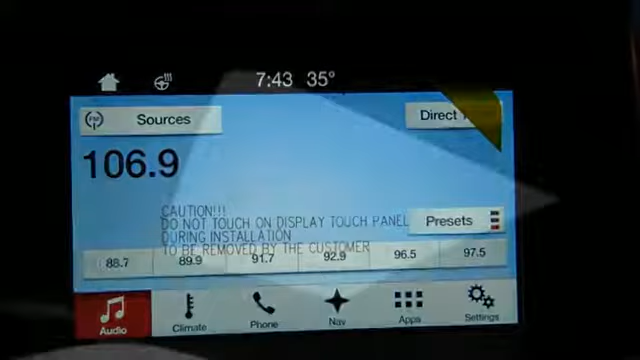 7:43 35°
FM Sources Direct
106.9
CAUTION!!!
DO NOT TOUCH ON DISPLAY TOUCH PANEL
DURING INSTALLATION
TO BE REMOVED BY THE CUSTOMER
Presets
88.7 89.9 91.7 92.9 96.5 97.5
Audio Climate Phone Nav Apps Settings